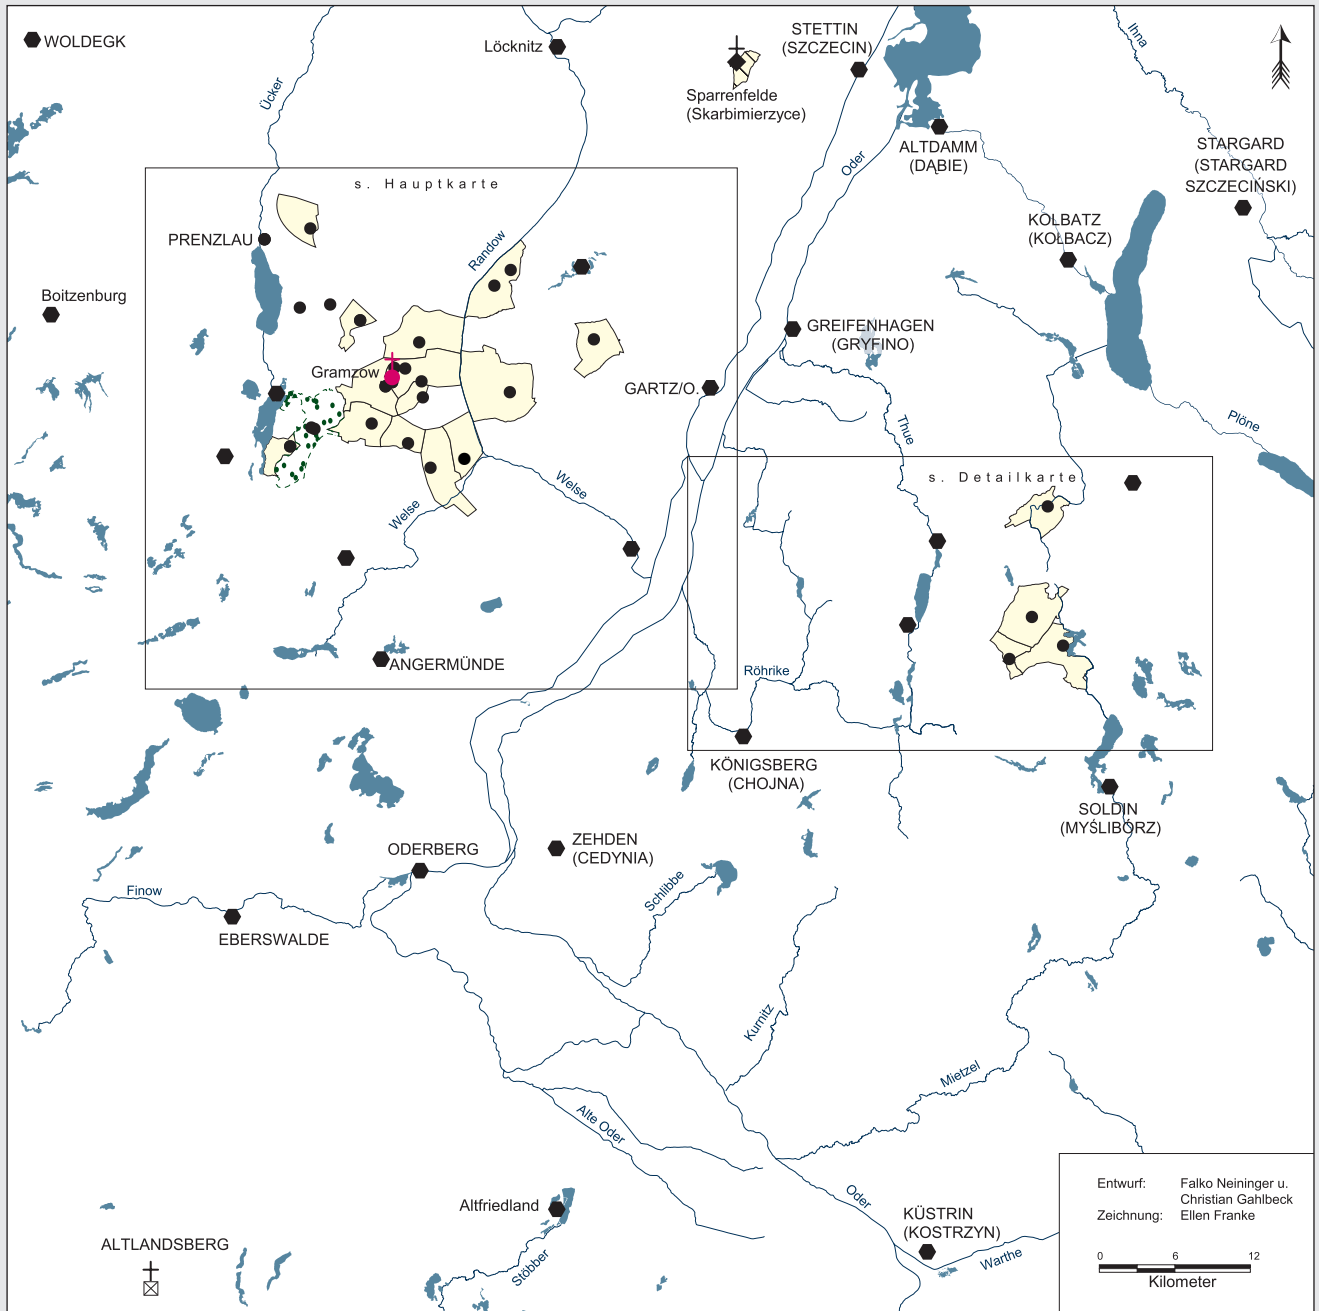 WOLDEGK
Löcknitz
STETTIN
(SZCZECIN)
Ihna
Ücker
Sparrenfelde
(Skarbimierzyce)
ALTDAMM
(DĄBIE)
Oder
STARGARD
(STARGARD
SZCZECIŃSKI)
s. Hauptkarte
KOLBATZ
(KOŁBACZ)
PRENZLAU
Randow
Boitzenburg
GREIFENHAGEN
(GRYFINO)
Gramzow
GARTZ/O.
Thue
Plöne
s. Detailkarte
Welse
Welse
ANGERMÜNDE
Röhrike
KÖNIGSBERG
(CHOJNA)
SOLDIN
(MYŚLIBÓRZ)
ODERBERG
ZEHDEN
(CEDYNIA)
Finow
Schlibbe
EBERSWALDE
Kurnitz
Mietzel
Alte Oder
Oder
Altfriedland
KÜSTRIN
(KOSTRZYN)
Warthe
ALTLANDSBERG
Stöbber
Entwurf: Falko Neininger u.
Christian Gahlbeck
Zeichnung: Ellen Franke
0 6 12
Kilometer